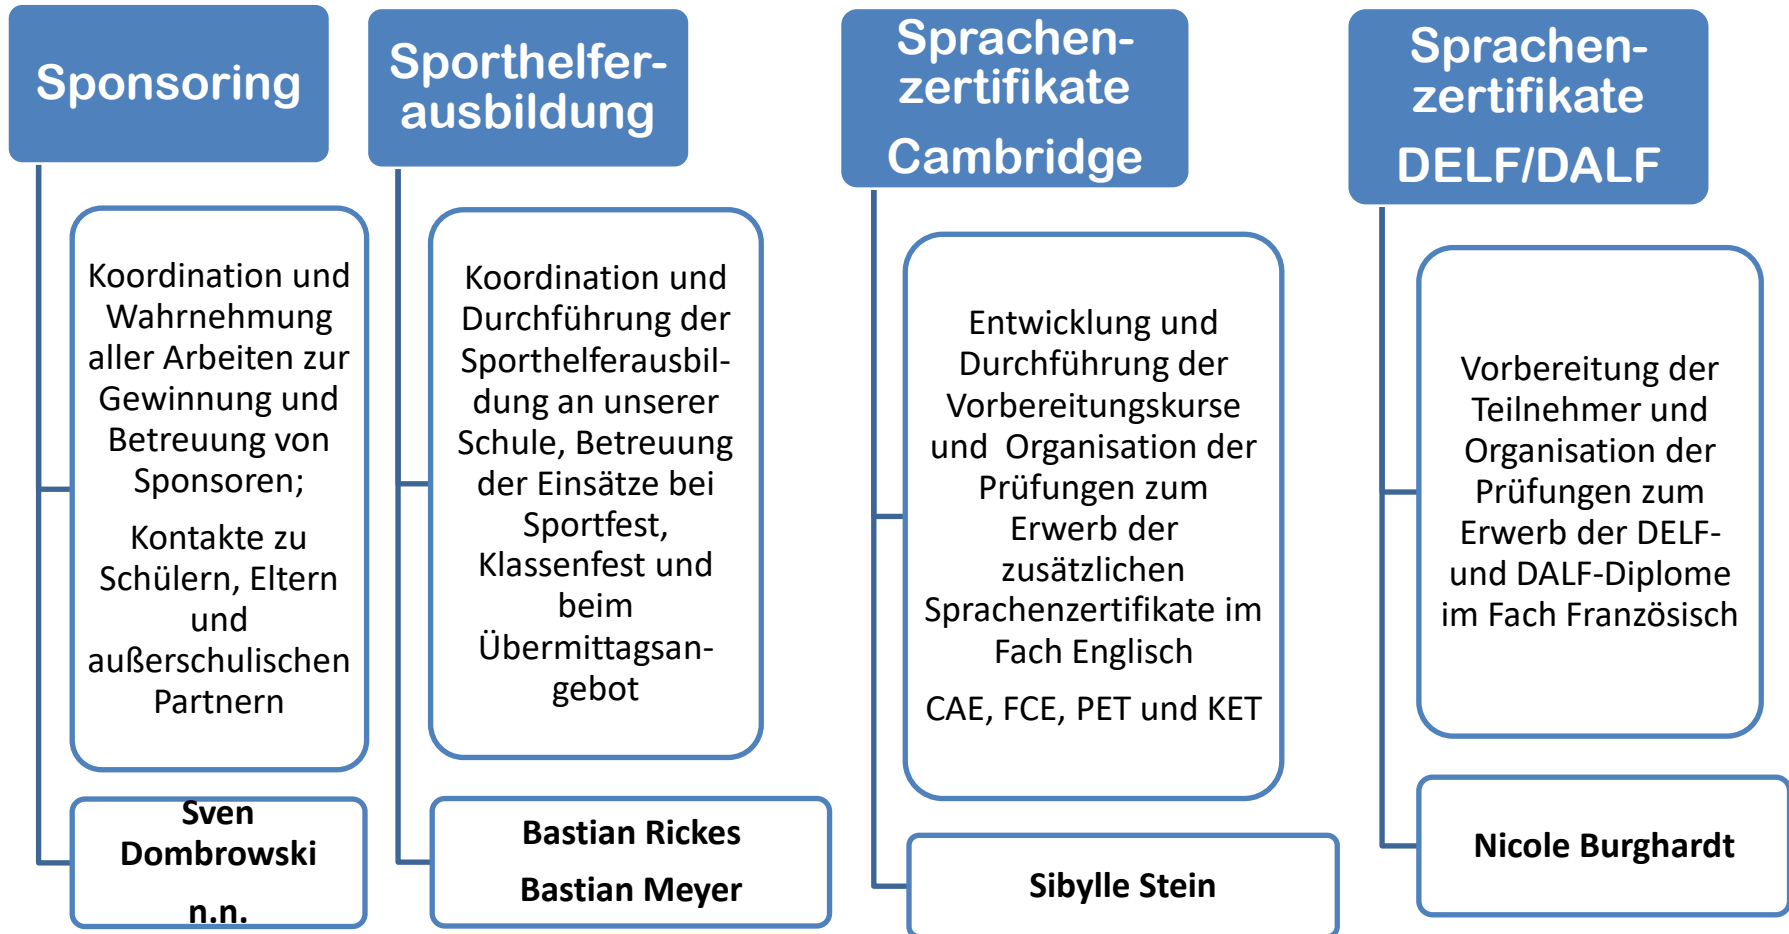 Sponsoring
Koordination und
Wahrnehmung
aller Arbeiten zur
Gewinnung und
Betreuung von
Sponsoren;
Kontakte zu
Schülern, Eltern
und
außerschulischen
Partnern
Sven
Dombrowski
n.n.
Sporthelfer-
ausbildung
Koordination und
Durchführung der
Sporthelferausbil-
dung an unserer
Schule, Betreuung
der Einsätze bei
Sportfest,
Klassenfest und
beim
Übermittagsan-
gebot
Bastian Rickes
Bastian Meyer
Sprachen-
zertifikate
Cambridge
Entwicklung und
Durchführung der
Vorbereitungskurse
und  Organisation der
Prüfungen zum
Erwerb der
zusätzlichen
Sprachenzertifikate im
Fach Englisch
CAE, FCE, PET und KET
Sibylle Stein
Sprachen-
zertifikate
DELF/DALF
Vorbereitung der
Teilnehmer und
Organisation der
Prüfungen zum
Erwerb der DELF-
und DALF-Diplome
im Fach Französisch
Nicole Burghardt